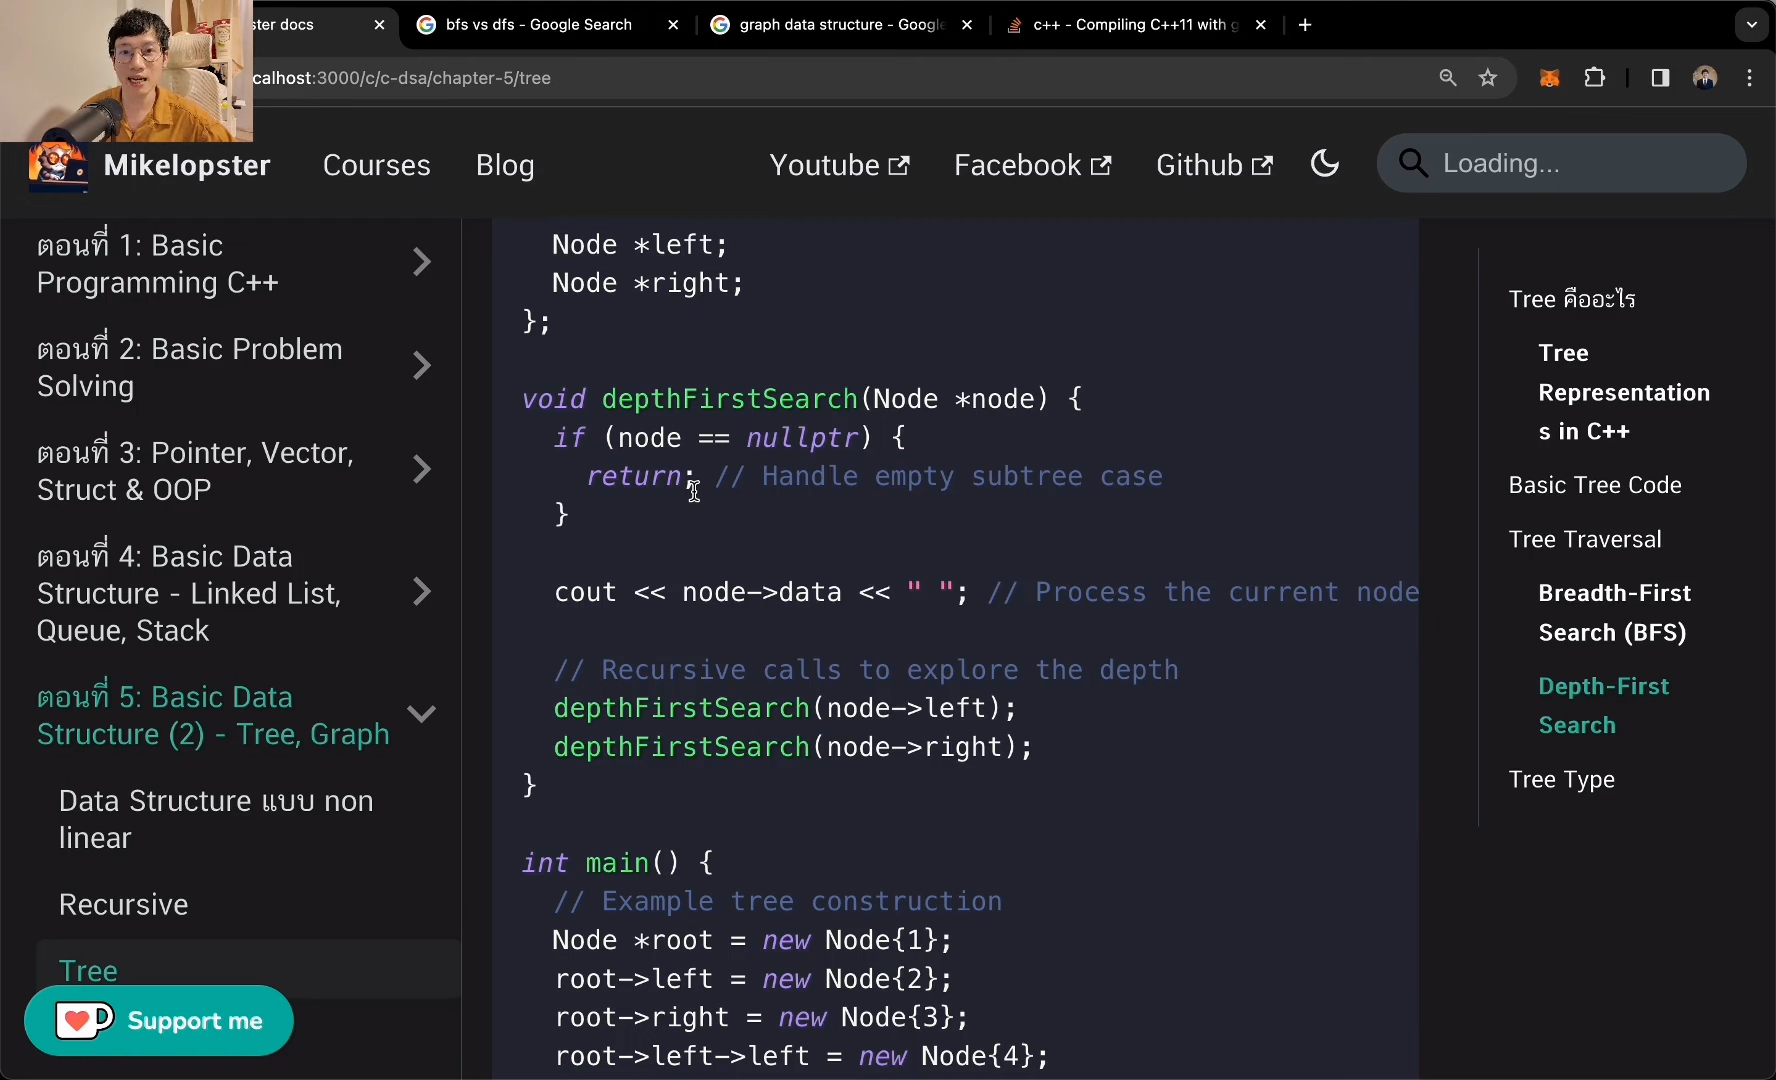 ster docs
bfs vs dfs - Google Search
graph data structure - Google
c++ - Compiling C++11 with g
calhost:3000/c/c-dsa/chapter-5/tree
Mikelopster
Courses
Blog
Youtube
Facebook
Github
Loading...
ตอนที่ 1: Basic
Programming C++
ตอนที่ 2: Basic Problem
Solving
ตอนที่ 3: Pointer, Vector,
Struct & OOP
ตอนที่ 4: Basic Data
Structure - Linked List,
Queue, Stack
ตอนที่ 5: Basic Data
Structure (2) - Tree, Graph
Data Structure แบบ non
linear
Recursive
Tree
Support me
Node *left;
Node *right;
};
void depthFirstSearch(Node *node) {
if (node == nullptr) {
return; // Handle empty subtree case
}
cout << node->data << " "; // Process the current node
// Recursive calls to explore the depth
depthFirstSearch(node->left);
depthFirstSearch(node->right);
}
int main() {
// Example tree construction
Node *root = new Node{1};
root->left = new Node{2};
root->right = new Node{3};
root->left->left = new Node{4};
Tree คืออะไร
Tree
Representation
s in C++
Basic Tree Code
Tree Traversal
Breadth-First
Search (BFS)
Depth-First
Search
Tree Type